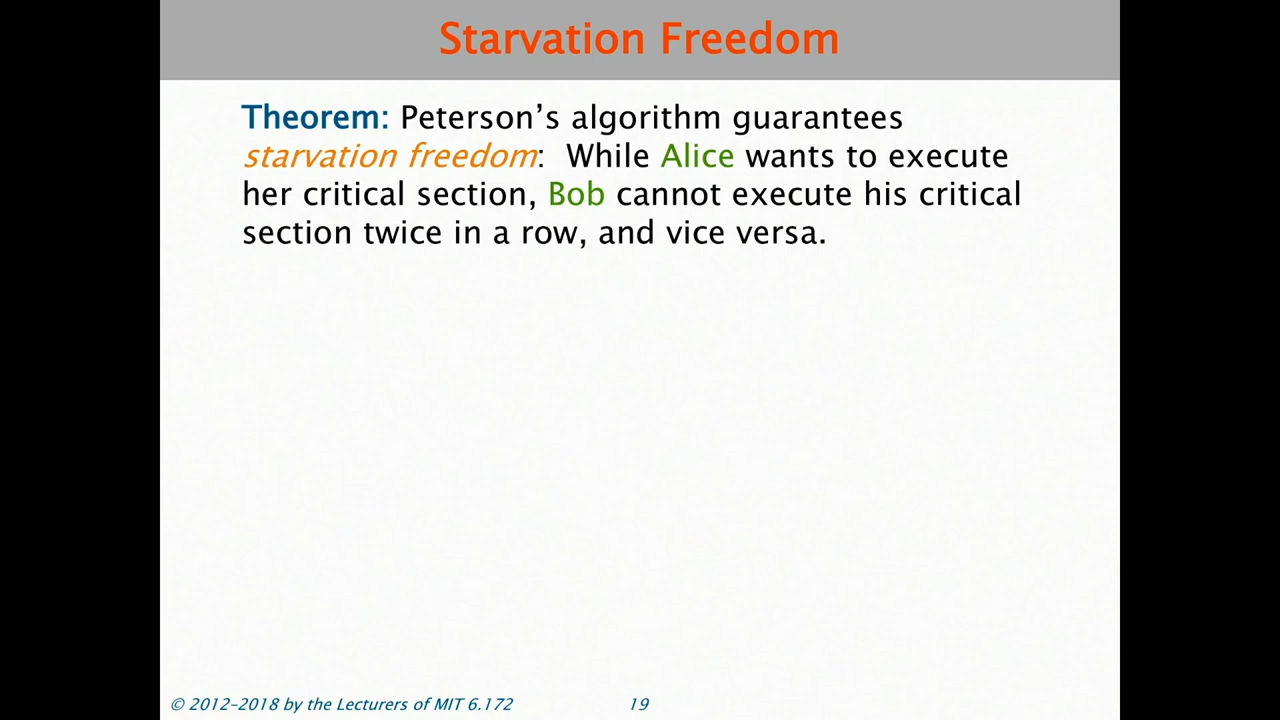 Starvation Freedom
Theorem: Peterson’s algorithm guarantees
starvation freedom: While Alice wants to execute
her critical section, Bob cannot execute his critical
section twice in a row, and vice versa.
© 2012–2018 by the Lecturers of MIT 6.172
19